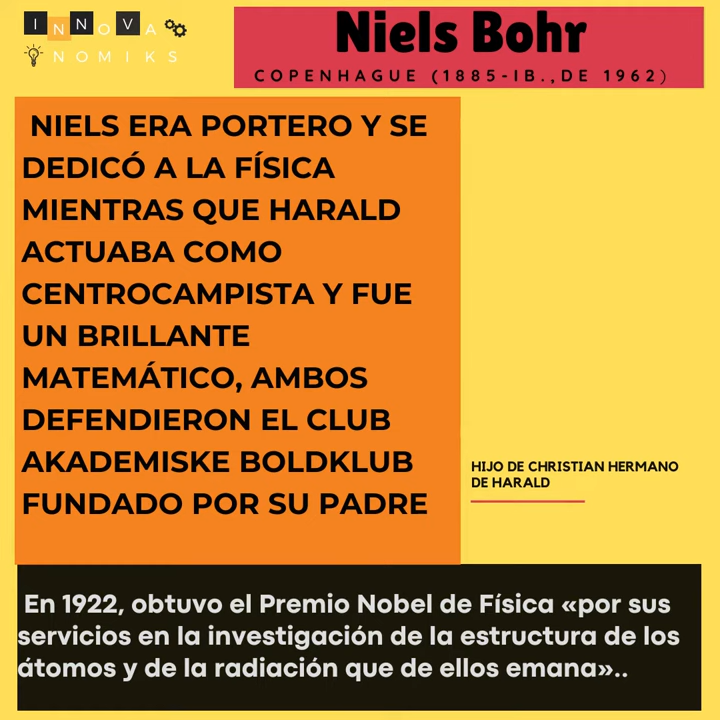 INNOVA
NOMIKS
Niels Bohr
COPENHAGUE (1885-IB.,DE 1962)
NIELS ERA PORTERO Y SE
DEDICÓ A LA FÍSICA
MIENTRAS QUE HARALD
ACTUABA COMO
CENTROCAMPISTA Y FUE
UN BRILLANTE
MATEMÁTICO, AMBOS
DEFENDIERON EL CLUB
AKADEMISKE BOLDKLUB
FUNDADO POR SU PADRE
HIJO DE CHRISTIAN HERMANO
DE HARALD
En 1922, obtuvo el Premio Nobel de Física «por sus
servicios en la investigación de la estructura de los
átomos y de la radiación que de ellos emana»..